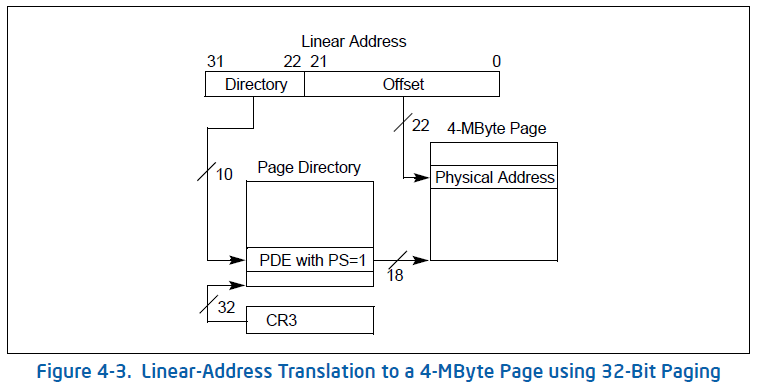 Linear Address
31 22 21 0
Directory Offset
22
4-MByte Page
10
Page Directory
Physical Address
PDE with PS=1
18
32
CR3
Figure 4-3. Linear-Address Translation to a 4-MByte Page using 32-Bit Paging